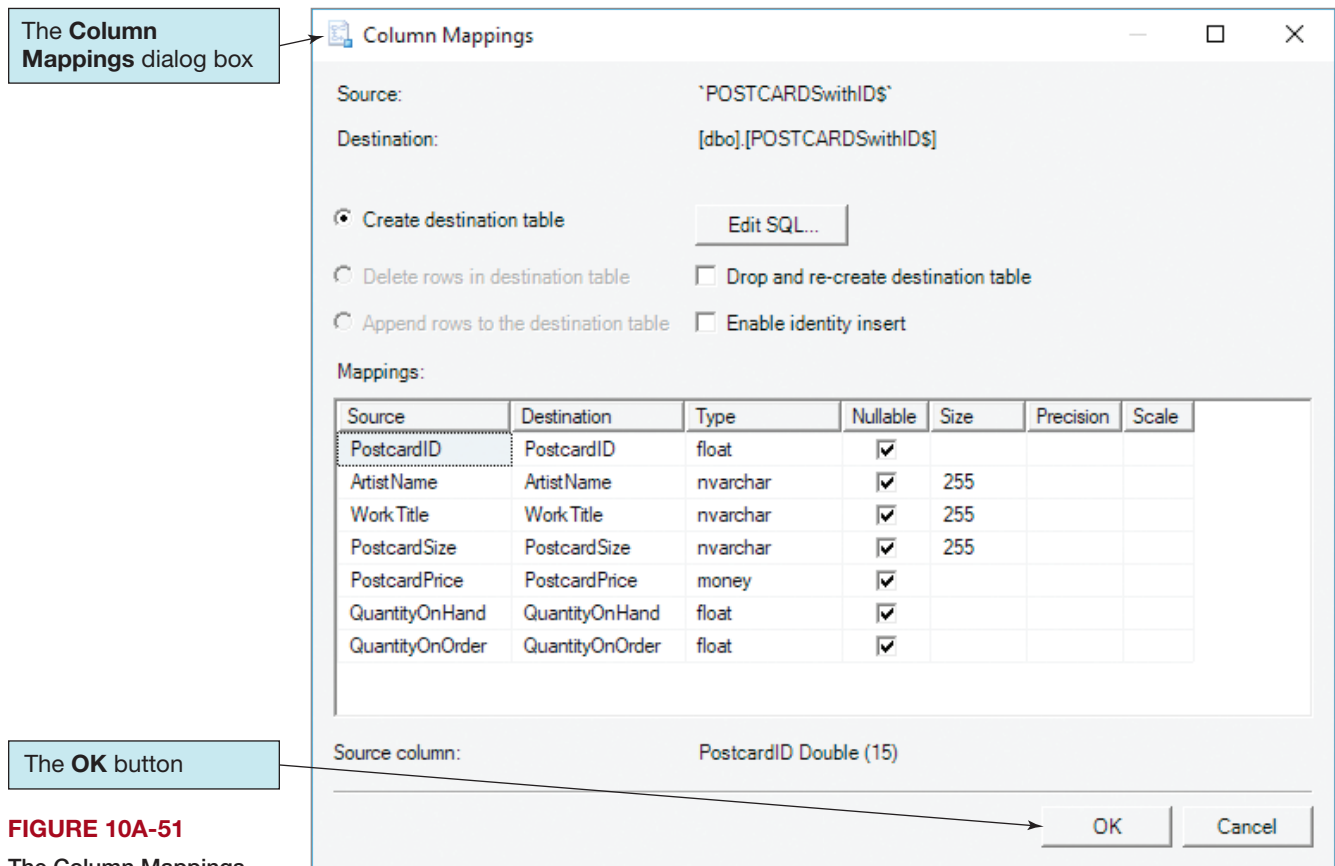 The Column
Mappings dialog box
Column Mappings
Source: `POSTCARDSwithID$`
Destination: [dbo].[POSTCARDSwithID$]
Create destination table Edit SQL...
Delete rows in destination table Drop and re-create destination table
Append rows to the destination table Enable identity insert
Mappings:
Source Destination Type Nullable Size Precision Scale
PostcardID PostcardID float
ArtistName ArtistName nvarchar 255
WorkTitle WorkTitle nvarchar 255
PostcardSize PostcardSize nvarchar 255
PostcardPrice PostcardPrice money
QuantityOnHand QuantityOnHand float
QuantityOnOrder QuantityOnOrder float
Source column: PostcardID Double (15)
The OK button
OK Cancel
FIGURE 10A-51
The Column Mappings